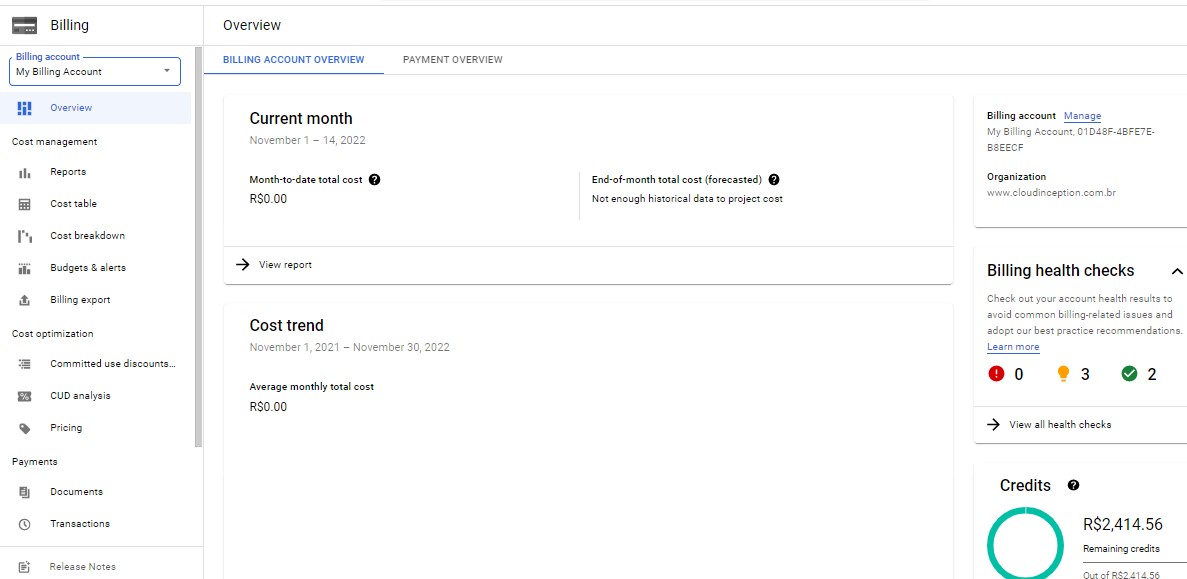 Billing
Overview
Billing account
My Billing Account
BILLING ACCOUNT OVERVIEW
PAYMENT OVERVIEW
Overview
Cost management
Reports
Cost table
Cost breakdown
Budgets & alerts
Billing export
Cost optimization
Committed use discounts...
CUD analysis
Pricing
Payments
Documents
Transactions
Release Notes
Current month
November 1 – 14, 2022
Month-to-date total cost
R$0.00
End-of-month total cost (forecasted)
Not enough historical data to project cost
View report
Cost trend
November 1, 2021 – November 30, 2022
Average monthly total cost
R$0.00
Billing account Manage
My Billing Account, 01D48F-4BFE7E-
B8EECF
Organization
www.cloudinception.com.br
Billing health checks
Check out your account health results to
avoid common billing-related issues and
adopt our best practice recommendations.
Learn more
0 3 2
View all health checks
Credits
R$2,414.56
Remaining credits
Out of R$2,414.56